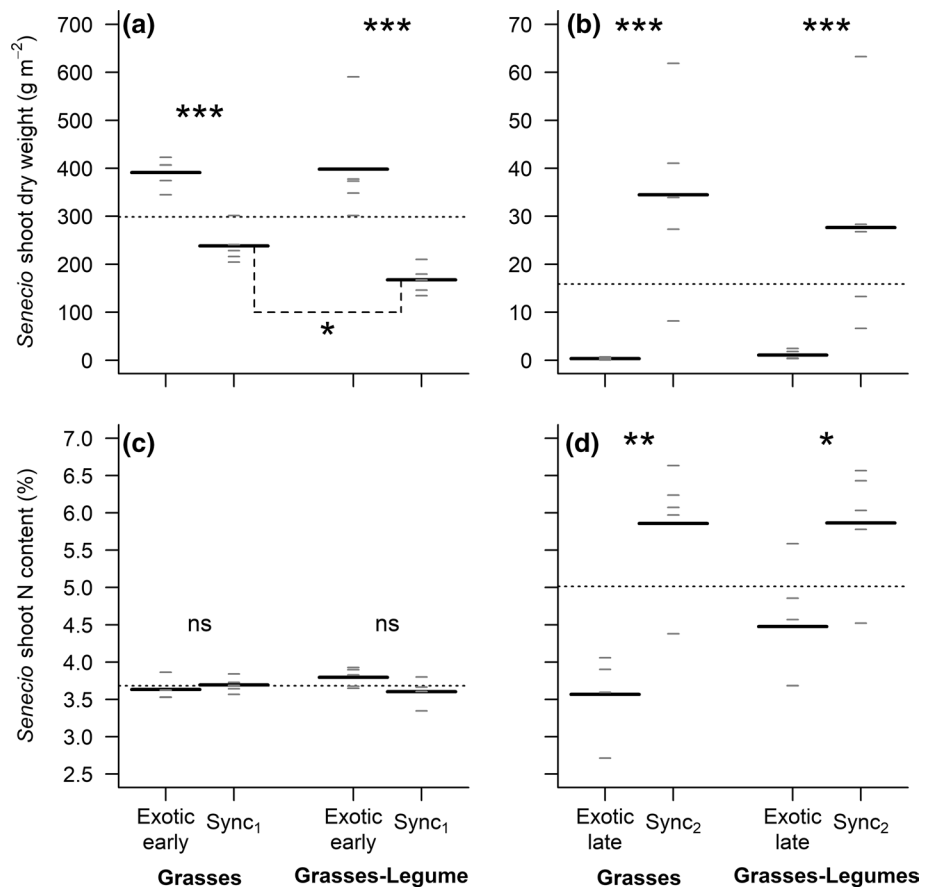 (a)
Senecio shoot dry weight (g m⁻²)
700
600
500
400
300
200
100
0
***
***
*
(b)
70
60
50
40
30
20
10
0
***
***
(c)
Senecio shoot N content (%)
7.0
6.5
6.0
5.5
5.0
4.5
4.0
3.5
3.0
2.5
ns
ns
(d)
**
*
Exotic early
Sync₁
Exotic early
Sync₁
Grasses
Grasses-Legume
Exotic late
Sync₂
Exotic late
Sync₂
Grasses
Grasses-Legumes